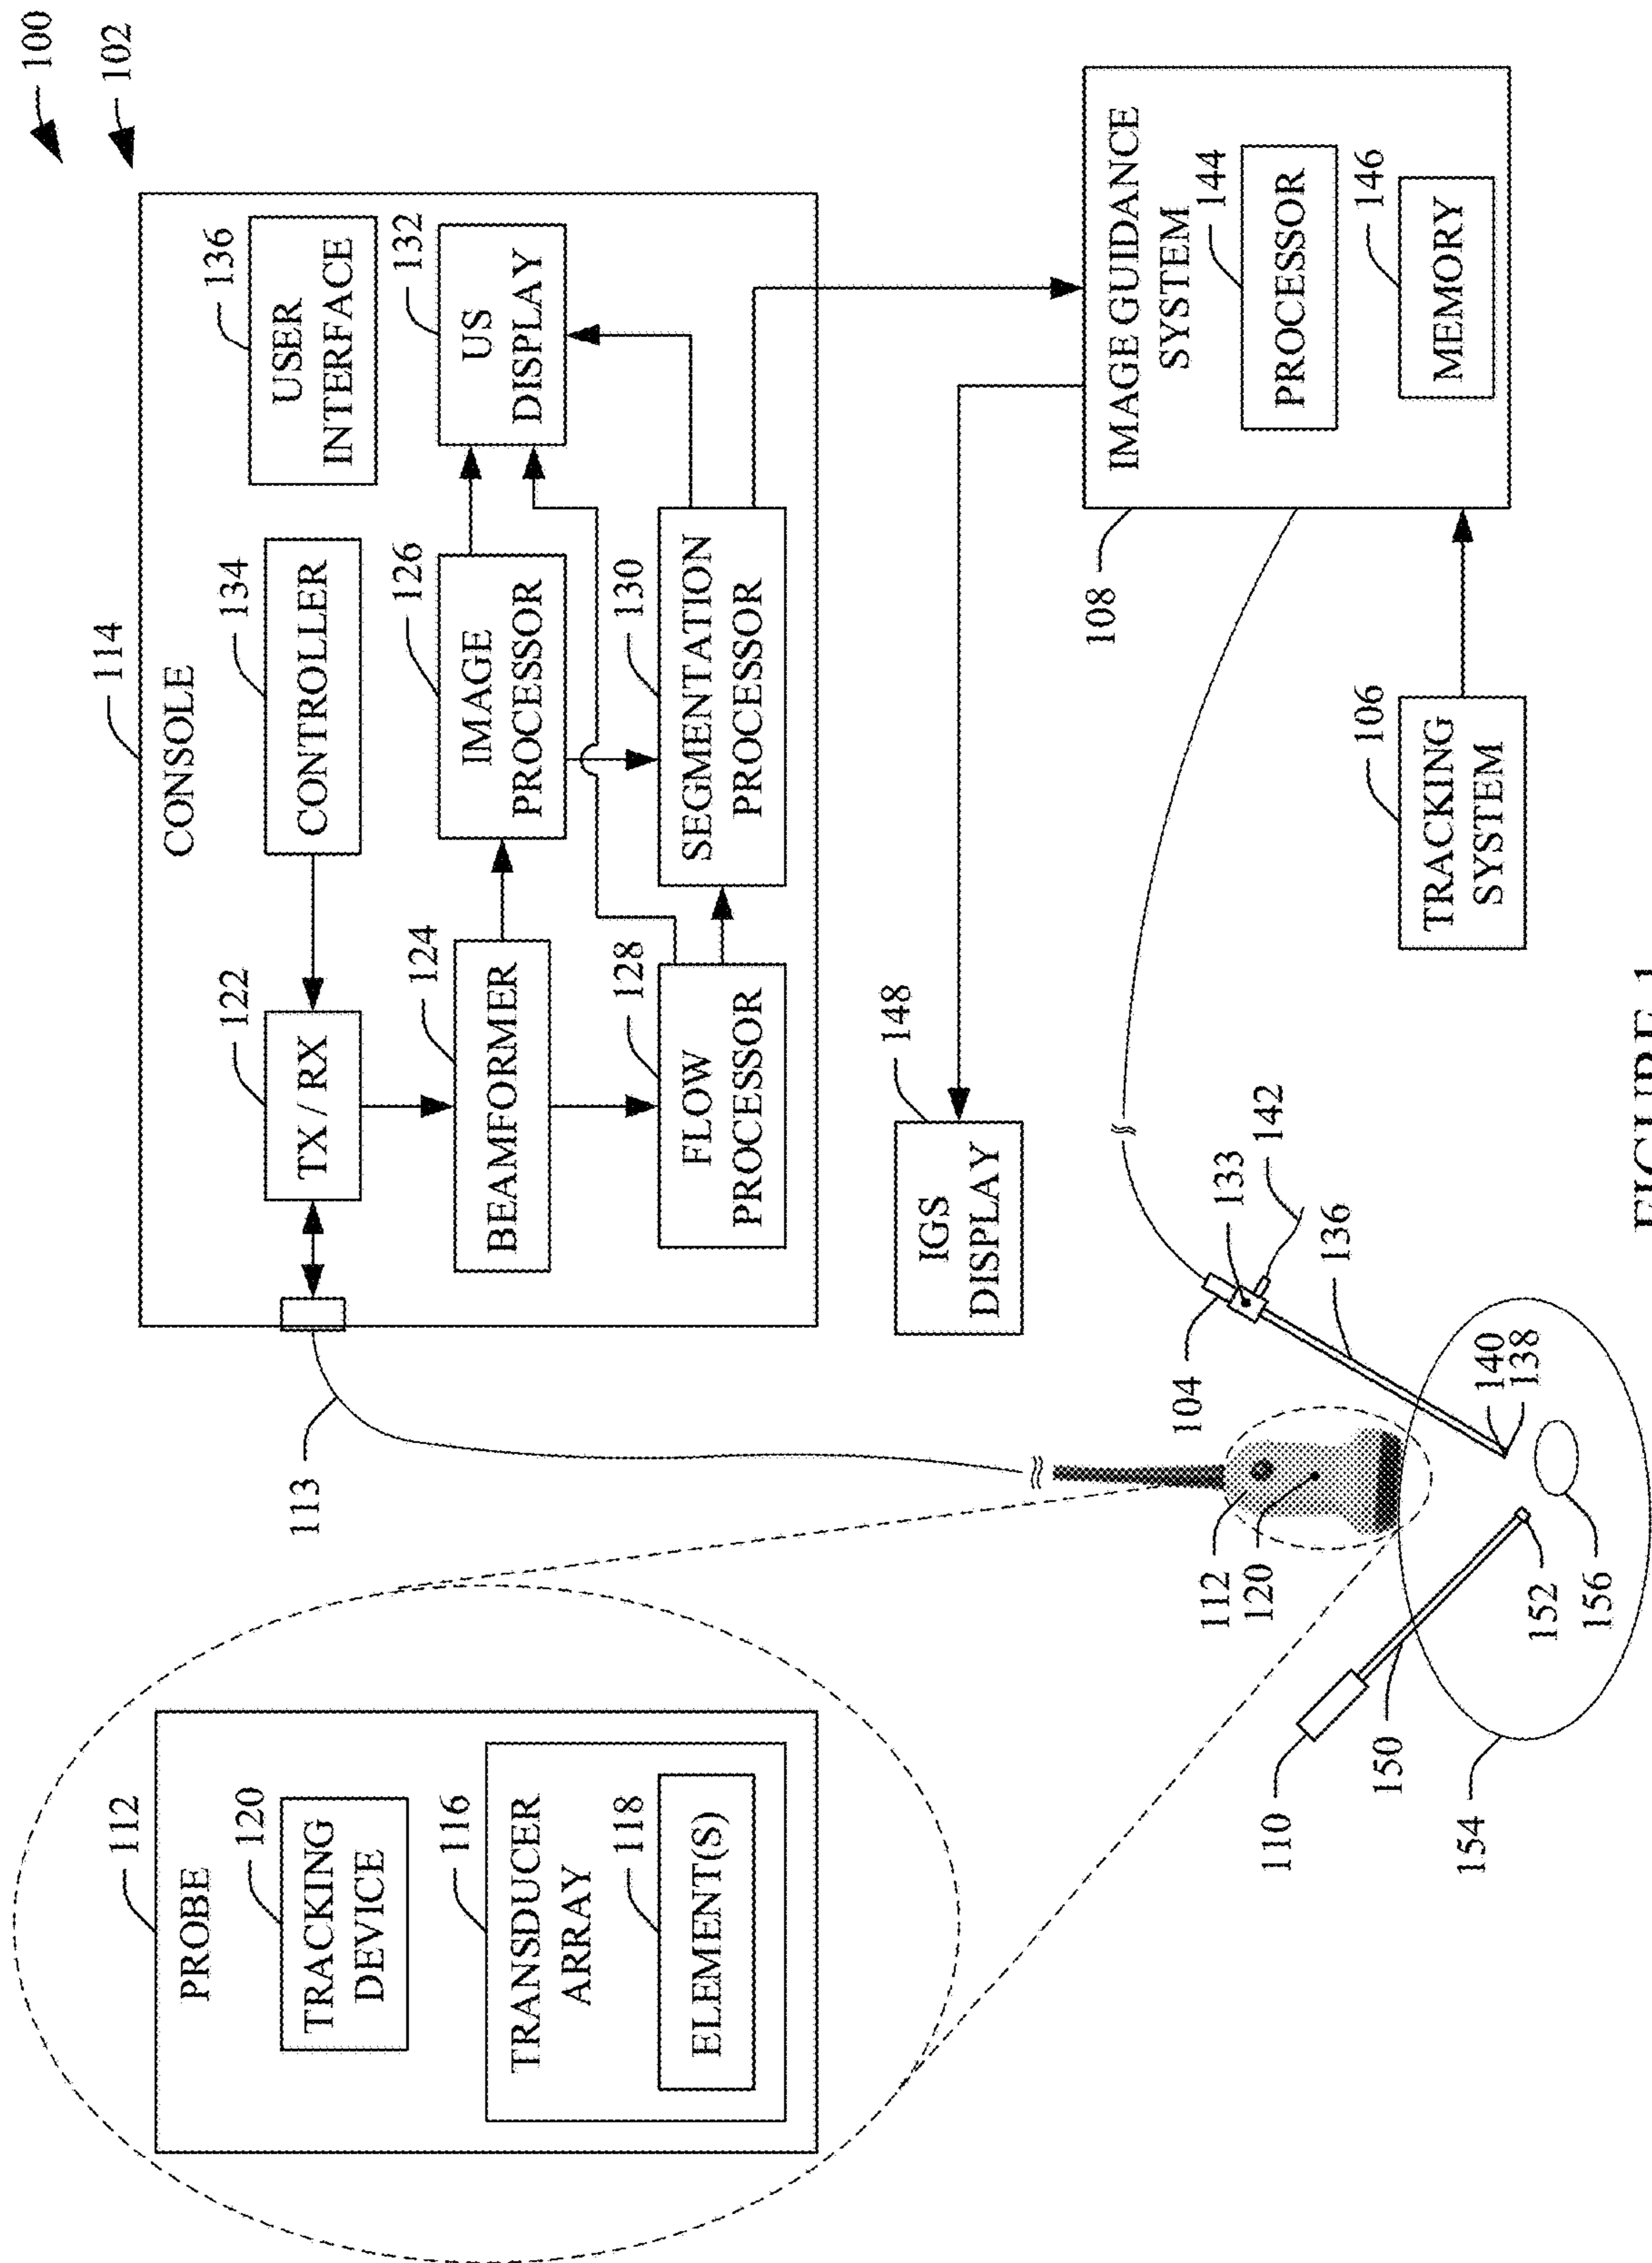 100
102
114
CONSOLE
112
PROBE
120
TRACKING
DEVICE
116
TRANSDUCER
ARRAY
118
ELEMENT(S)
113
122
TX / RX
134
CONTROLLER
136
USER
INTERFACE
124
BEAMFORMER
126
IMAGE
PROCESSOR
132
US
DISPLAY
128
FLOW
PROCESSOR
130
SEGMENTATION
PROCESSOR
148
IGS
DISPLAY
108
IMAGE GUIDANCE
SYSTEM
144
PROCESSOR
146
MEMORY
106
TRACKING
SYSTEM
112
120
104
133
142
136
140
138
110
150
152
156
154
FIGURE 1